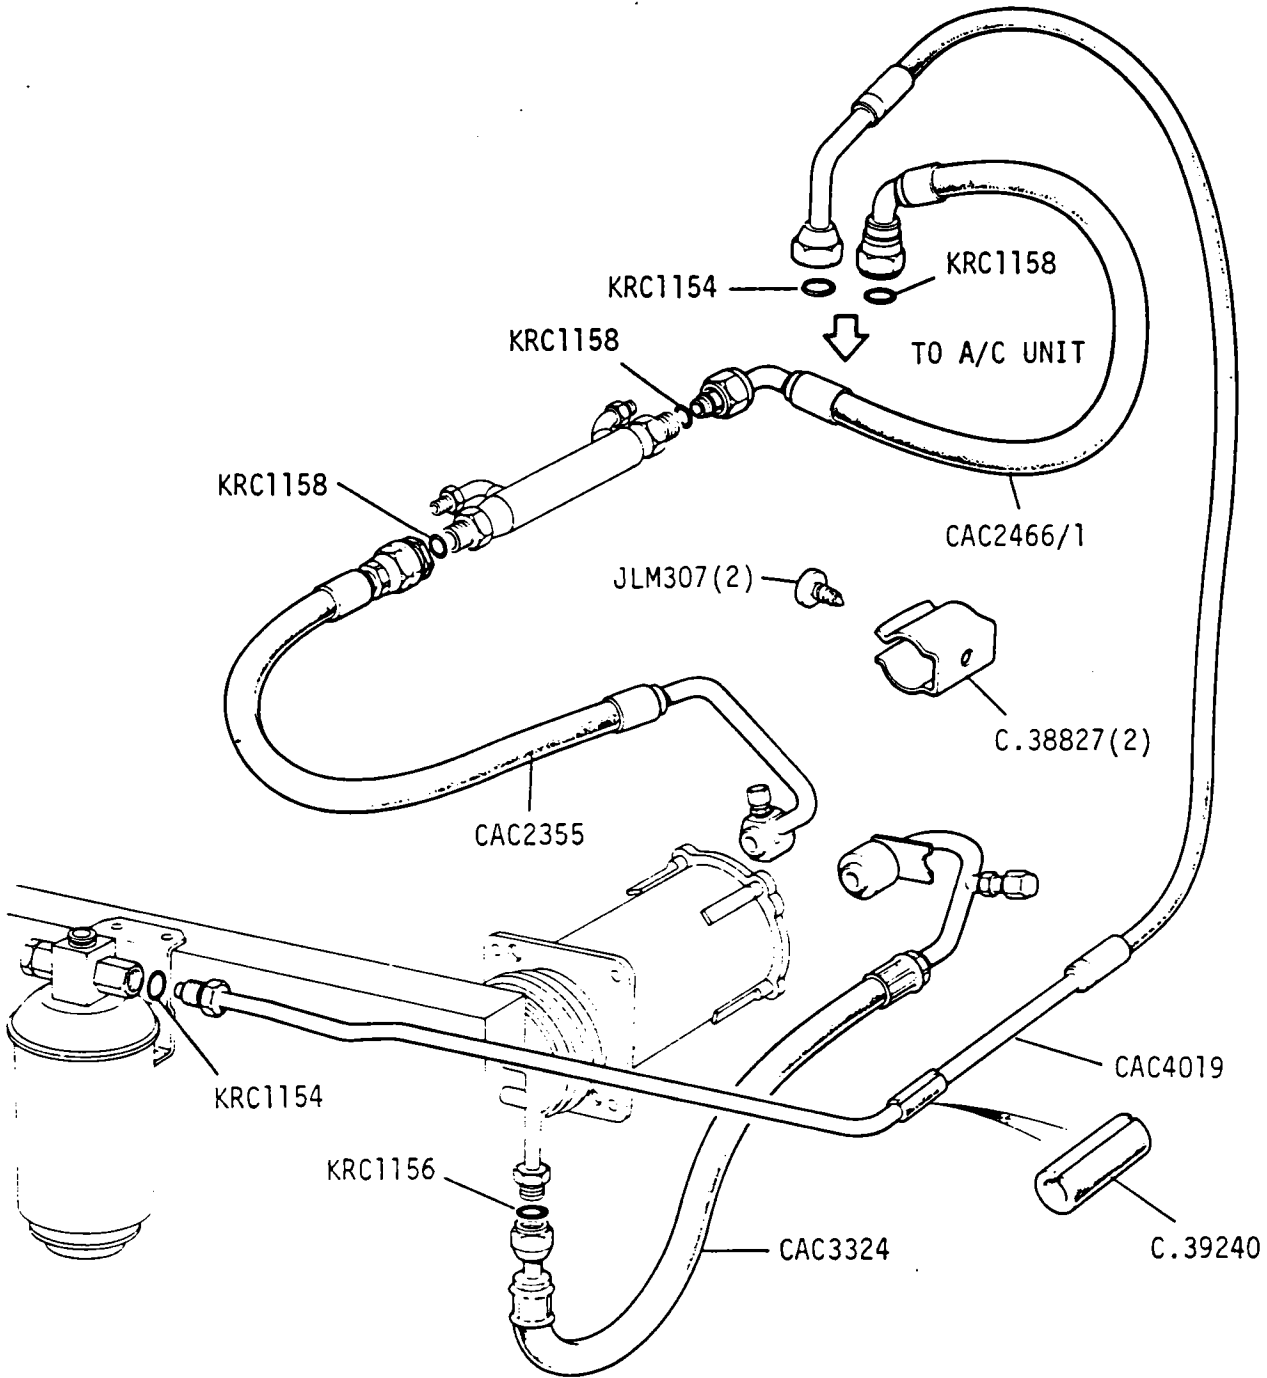 KRC1158
KRC1154
KRC1158
TO A/C UNIT
KRC1158
CAC2466/1
JLM307(2)
C.38827(2)
CAC2355
CAC4019
KRC1154
KRC1156
CAC3324
C.39240